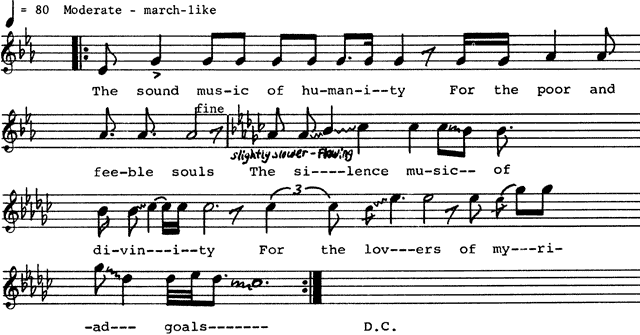 = 80 Moderate - march-like
The sound mus-ic of hu-man-i--ty For the poor and
fine
slightly slower - flowing
fee-ble souls The si----lence mu-sic-- of
3
di-vin---i--ty For the lov---ers of my---ri-
-ad--- goals------- D.C.